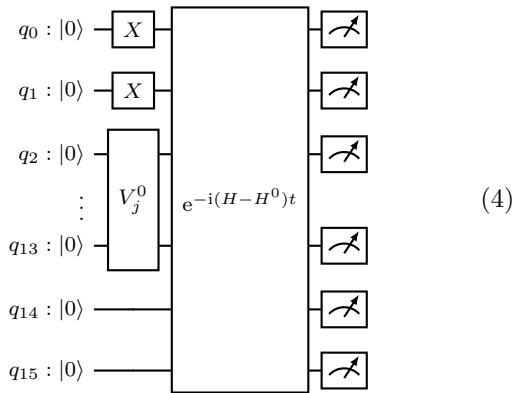 q_0 : |0⟩ X
q_1 : |0⟩ X
q_2 : |0⟩
⋮ V_j^0 e^{−i(H−H^0)t} (4)
q_13 : |0⟩
q_14 : |0⟩
q_15 : |0⟩